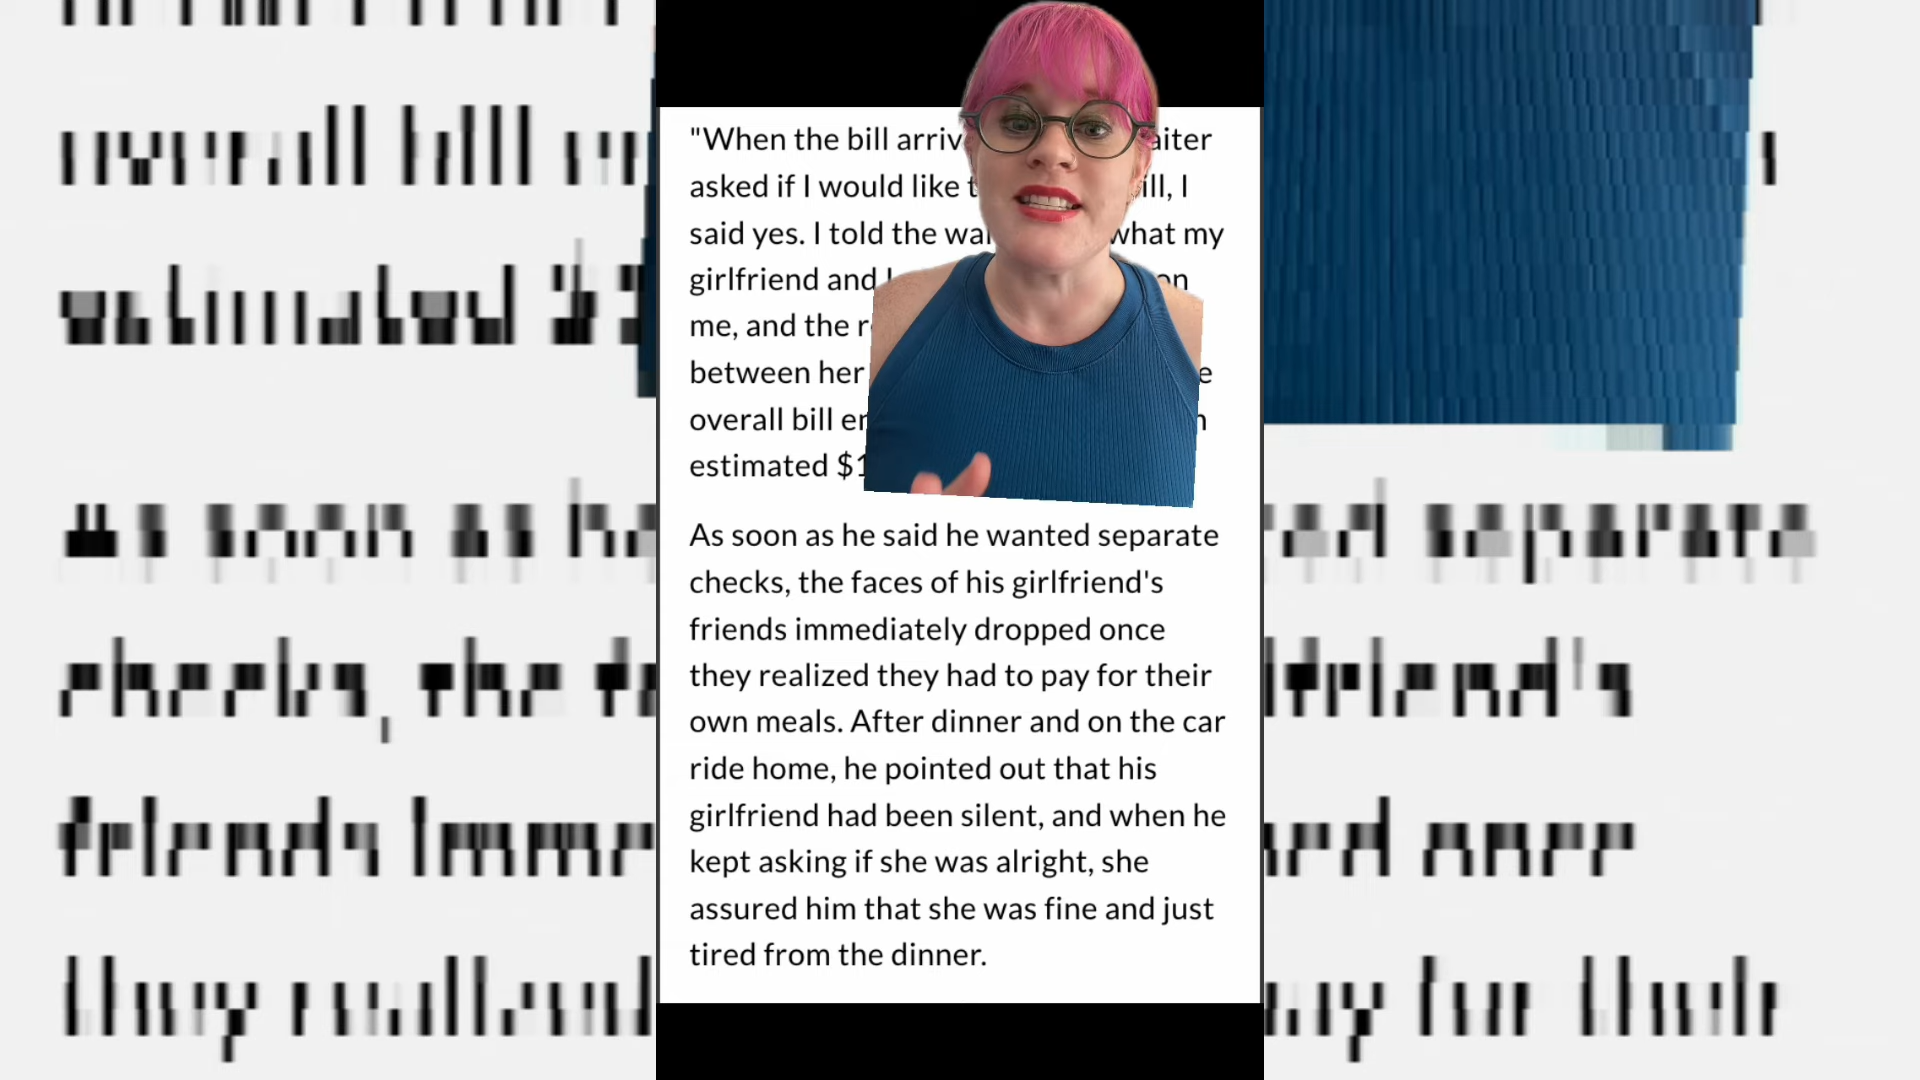 "When the bill arriv
asked if I would like ill, I
said yes. I told the what my
girlfriend and on
me, and the
between her
overall bill
estimated
As soon as he said he wanted separate
checks, the faces of his girlfriend's
friends immediately dropped once
they realized they had to pay for their
own meals. After dinner and on the car
ride home, he pointed out that his
girlfriend had been silent, and when he
kept asking if she was alright, she
assured him that she was fine and just
tired from the dinner.